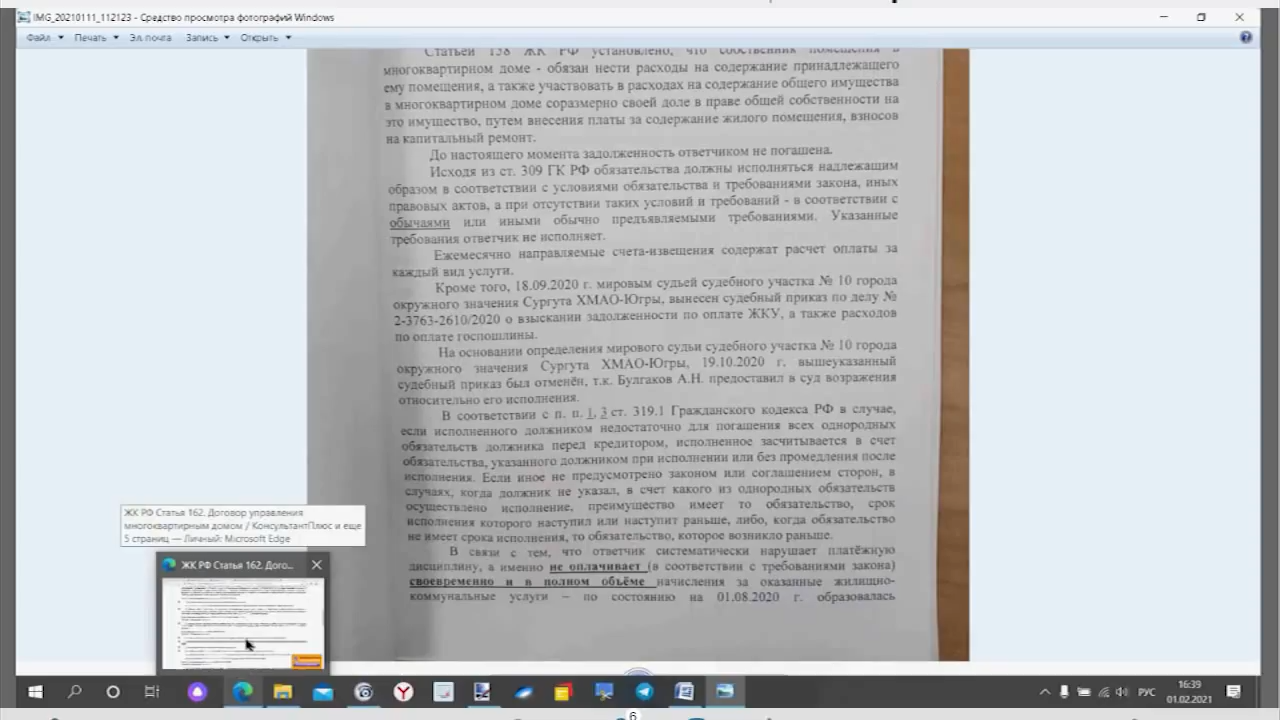 IMG_20210111_112123 - Средство просмотра фотографий Windows
Файл Печать Эл. почта Запись Открыть
Статьей 158 ЖК РФ установлено, что собственник помещения в
многоквартирном доме - обязан нести расходы на содержание принадлежащего
ему помещения, а также участвовать в расходах на содержание общего имущества
в многоквартирном доме соразмерно своей доле в праве общей собственности на
это имущество, путем внесения платы за содержание жилого помещения, взносов
на капитальный ремонт.
До настоящего момента задолженность ответчиком не погашена.
Исходя из ст. 309 ГК РФ обязательства должны исполняться надлежащим
образом в соответствии с условиями обязательства и требованиями закона, иных
правовых актов, а при отсутствии таких условий и требований - в соответствии с
обычаями или иными обычно предъявляемыми требованиями. Указанные
требования ответчик не исполняет.
Ежемесячно направляемые счета-извещения содержат расчет оплаты за
каждый вид услуги.
Кроме того, 18.09.2020 г. мировым судьей судебного участка № 10 города
окружного значения Сургута ХМАО-Югры, вынесен судебный приказ по делу №
2-3763-2610/2020 о взыскании задолженности по оплате ЖКУ, а также расходов
по оплате госпошлины.
На основании определения мирового судьи судебного участка № 10 города
окружного значения Сургута ХМАО-Югры, 19.10.2020 г. вышеуказанный
судебный приказ был отменён, т.к. Булгаков А.Н. предоставил в суд возражения
относительно его исполнения.
В соответствии с п. п. 1, 3 ст. 319.1 Гражданского кодекса РФ в случае,
если исполненного должником недостаточно для погашения всех однородных
обязательств должника перед кредитором, исполненное засчитывается в счет
обязательства, указанного должником при исполнении или без промедления после
исполнения. Если иное не предусмотрено законом или соглашением сторон, в
случаях, когда должник не указал, в счет какого из однородных обязательств
осуществлено исполнение, преимущество имеет то обязательство, срок
исполнения которого наступил или наступит раньше, либо, когда обязательство
не имеет срока исполнения, то обязательство, которое возникло раньше.
В связи с тем, что ответчик систематически нарушает платёжную
дисциплину, а именно не оплачивает (в соответствии с требованиями закона)
своевременно и в полном объёме начисления за оказанные жилищно-
коммунальные услуги – по состоянию на 01.08.2020 г. образовалась
ЖК РФ Статья 162. Договор управления
многоквартирным домом / КонсультантПлюс и еще
5 страниц — Личный: Microsoft Edge
ЖК РФ Статья 162. Дого...
РУС
16:39
01.02.2021
6